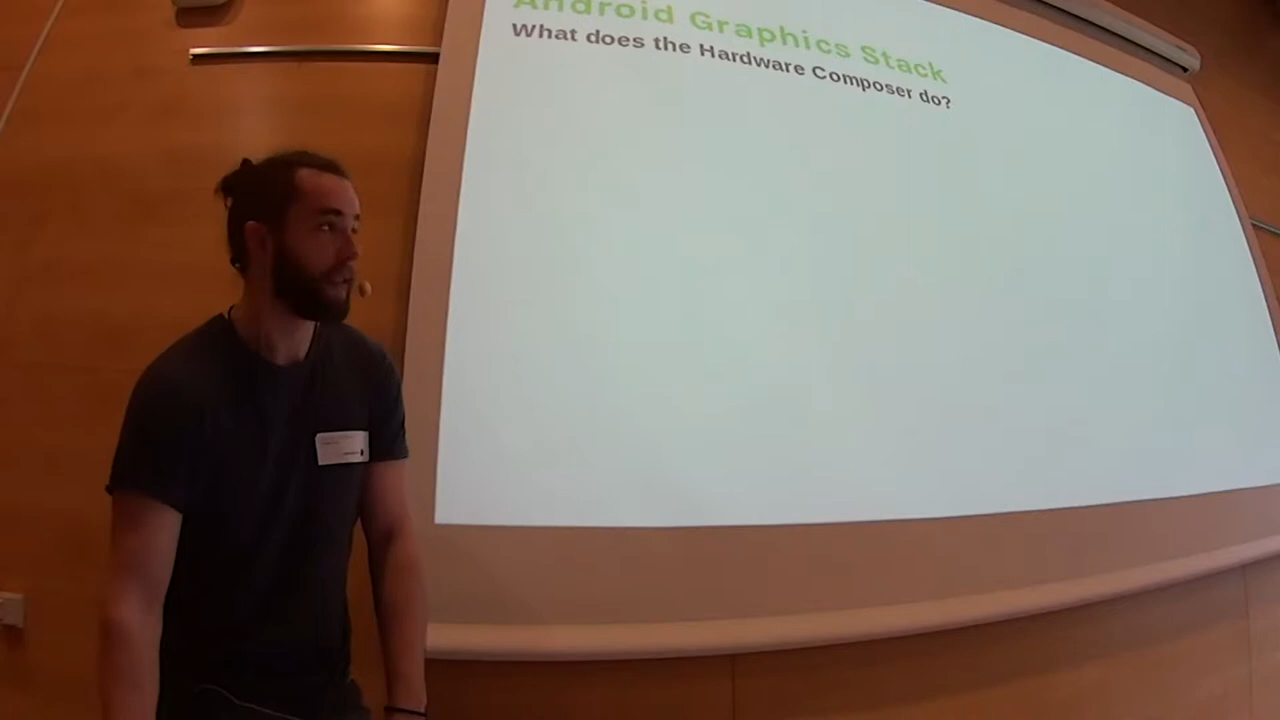 Android Graphics Stack
What does the Hardware Composer do?